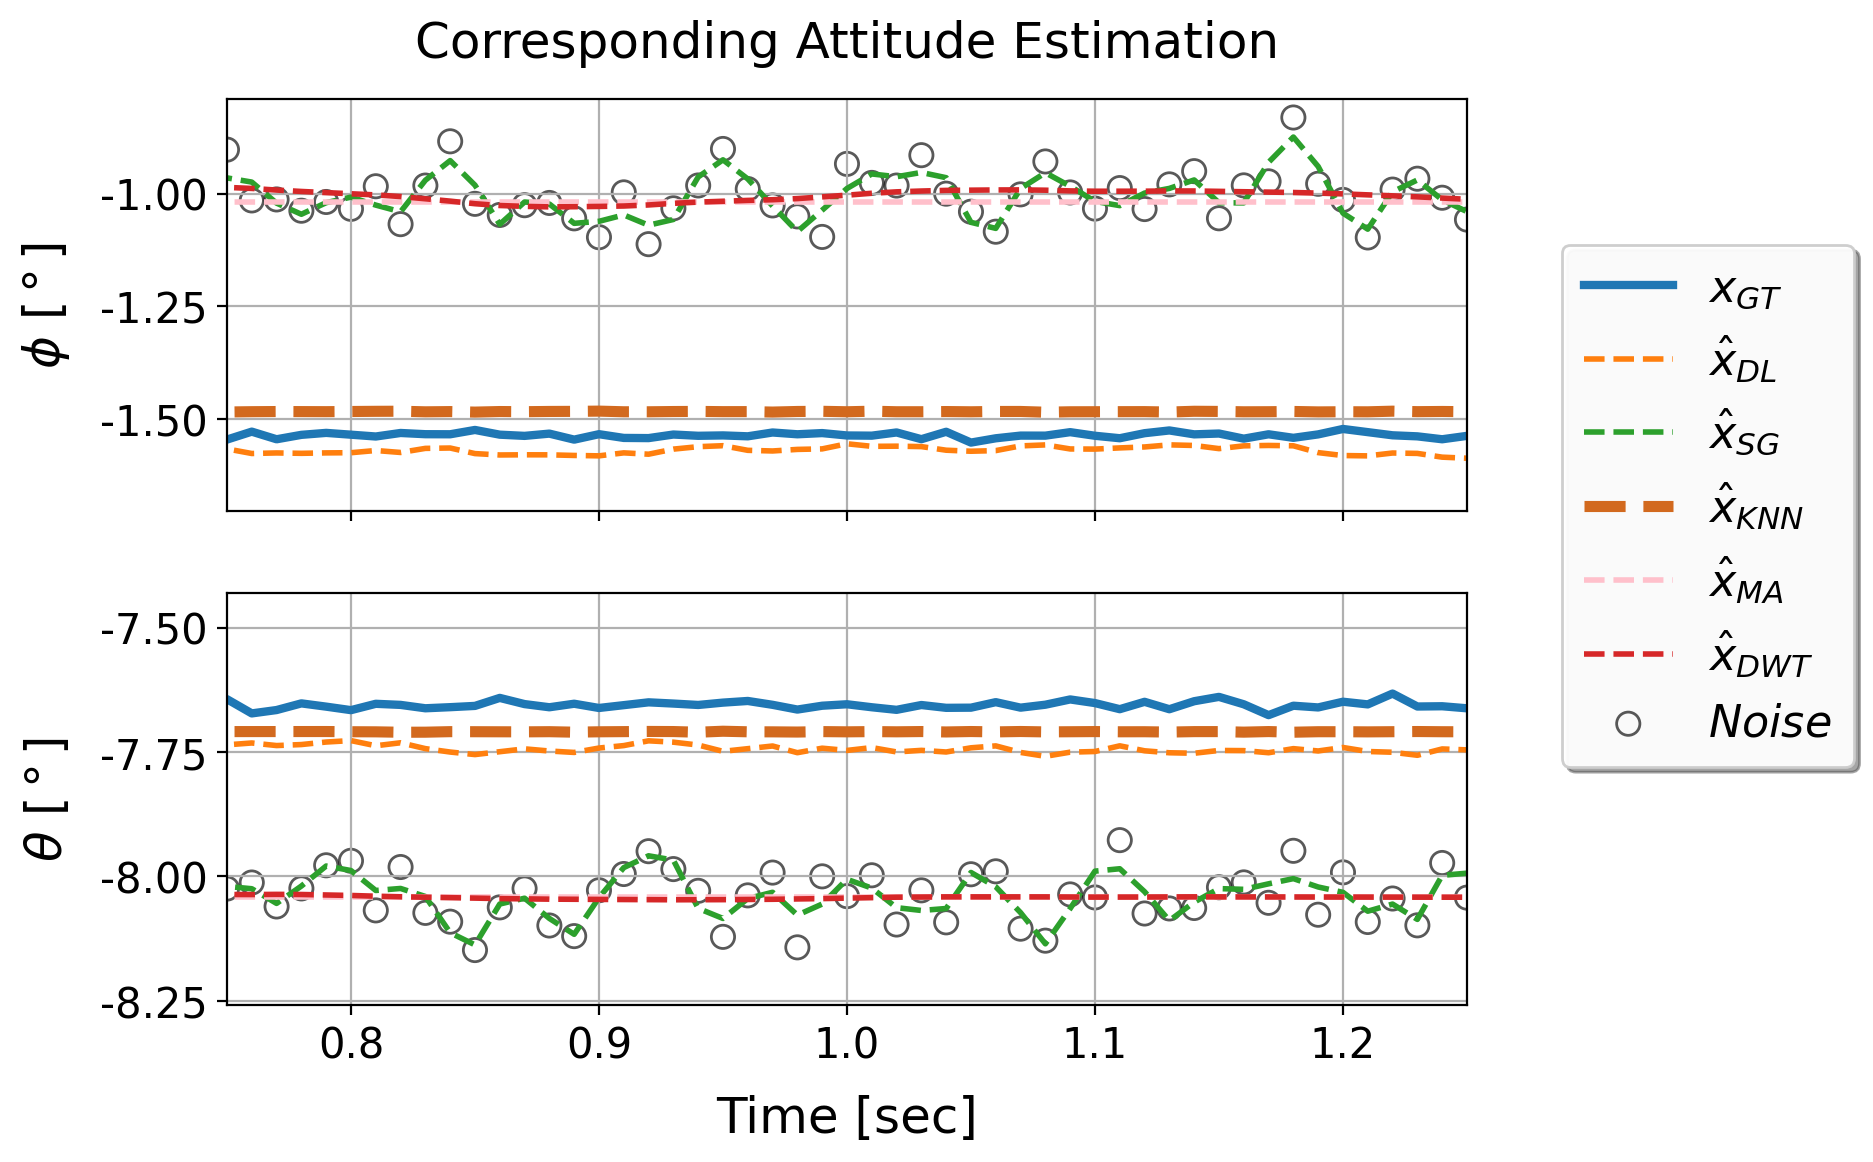 Corresponding Attitude Estimation
-1.00
-1.25
-1.50
ϕ [°]
-7.50
-7.75
-8.00
-8.25
θ [°]
0.8 0.9 1.0 1.1 1.2
Time [sec]
x_GT
x̂_DL
x̂_SG
x̂_KNN
x̂_MA
x̂_DWT
Noise